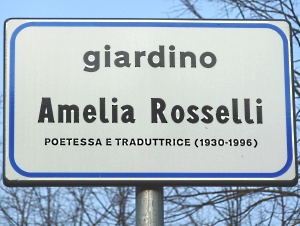 giardino
Amelia Rosselli
POETESSA E TRADUTTRICE (1930-1996)